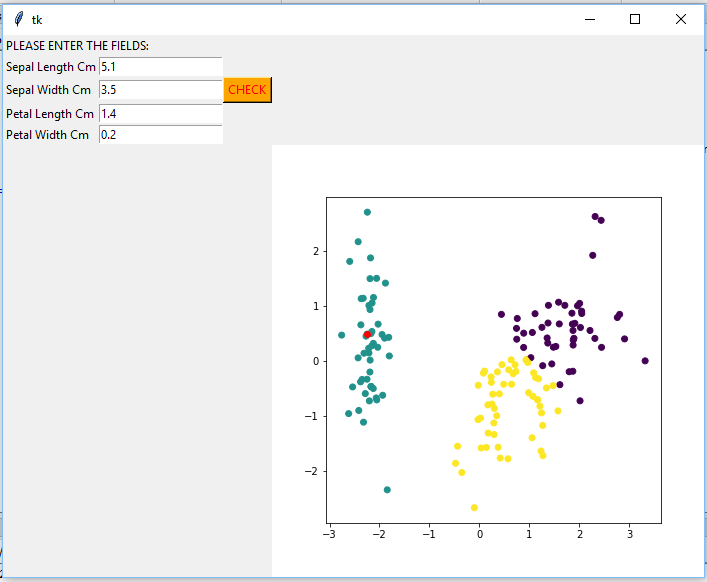 tk
PLEASE ENTER THE FIELDS:
Sepal Length Cm 5.1
Sepal Width Cm 3.5 CHECK
Petal Length Cm 1.4
Petal Width Cm 0.2
2
1
0
−1
−2
−3 −2 −1 0 1 2 3